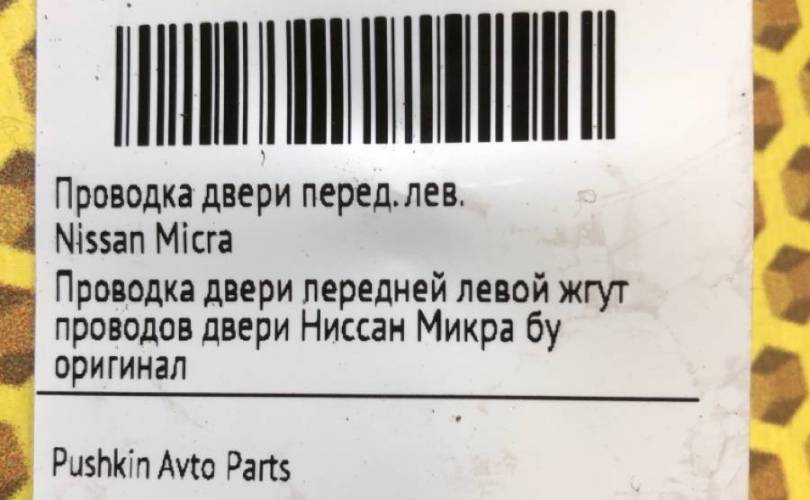 Проводка двери перед. лев.
Nissan Micra
Проводка двери передней левой жгут
проводов двери Ниссан Микра бу
оригинал
Pushkin Avto Parts